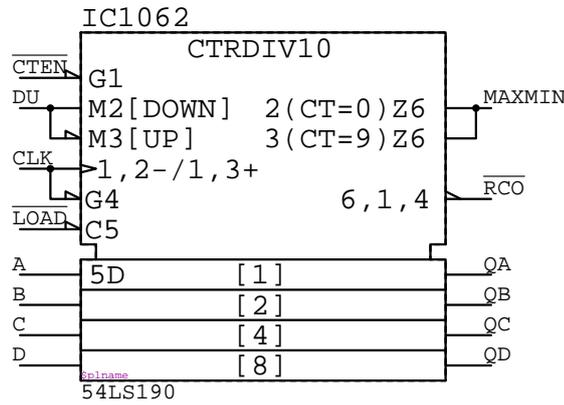 IC1062
CTRDIV10
CTEN G1
DU M2[DOWN] 2(CT=0)Z6 MAXMIN
M3[UP] 3(CT=9)Z6
CLK 1,2-/1,3+
G4 6,1,4 RCO
LOAD C5
A 5D [1] QA
B [2] QB
C [4] QC
D [8] QD
Splname
54LS190